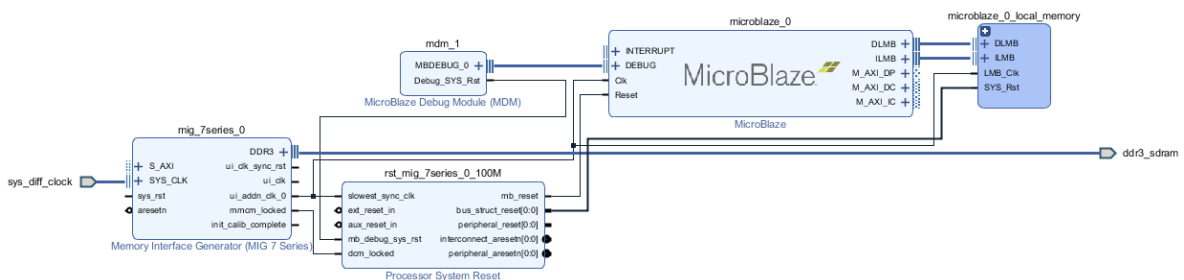 microblaze_0_local_memory
microblaze_0
mdm_1
DLMB
DLMB
INTERRUPT
ILMB
ILMB
MBDEBUG_0
DEBUG
MicroBlaze
M_AXI_DP
LMB_Clk
Debug_SYS_Rst
Clk
M_AXI_DC
SYS_Rst
Reset
M_AXI_IC
MicroBlaze Debug Module (MDM)
MicroBlaze
mig_7series_0
DDR3
ddr3_sdram
S_AXI
ui_clk_sync_rst
rst_mig_7series_0_100M
sys_diff_clock
SYS_CLK
ui_clk
sys_rst
ui_addn_clk_0
slowest_sync_clk
mb_reset
aresetn
mmcm_locked
ext_reset_in
bus_struct_reset[0:0]
init_calib_complete
aux_reset_in
peripheral_reset[0:0]
mb_debug_sys_rst
interconnect_aresetn[0:0]
Memory Interface Generator (MIG 7 Series)
dcm_locked
peripheral_aresetn[0:0]
Processor System Reset